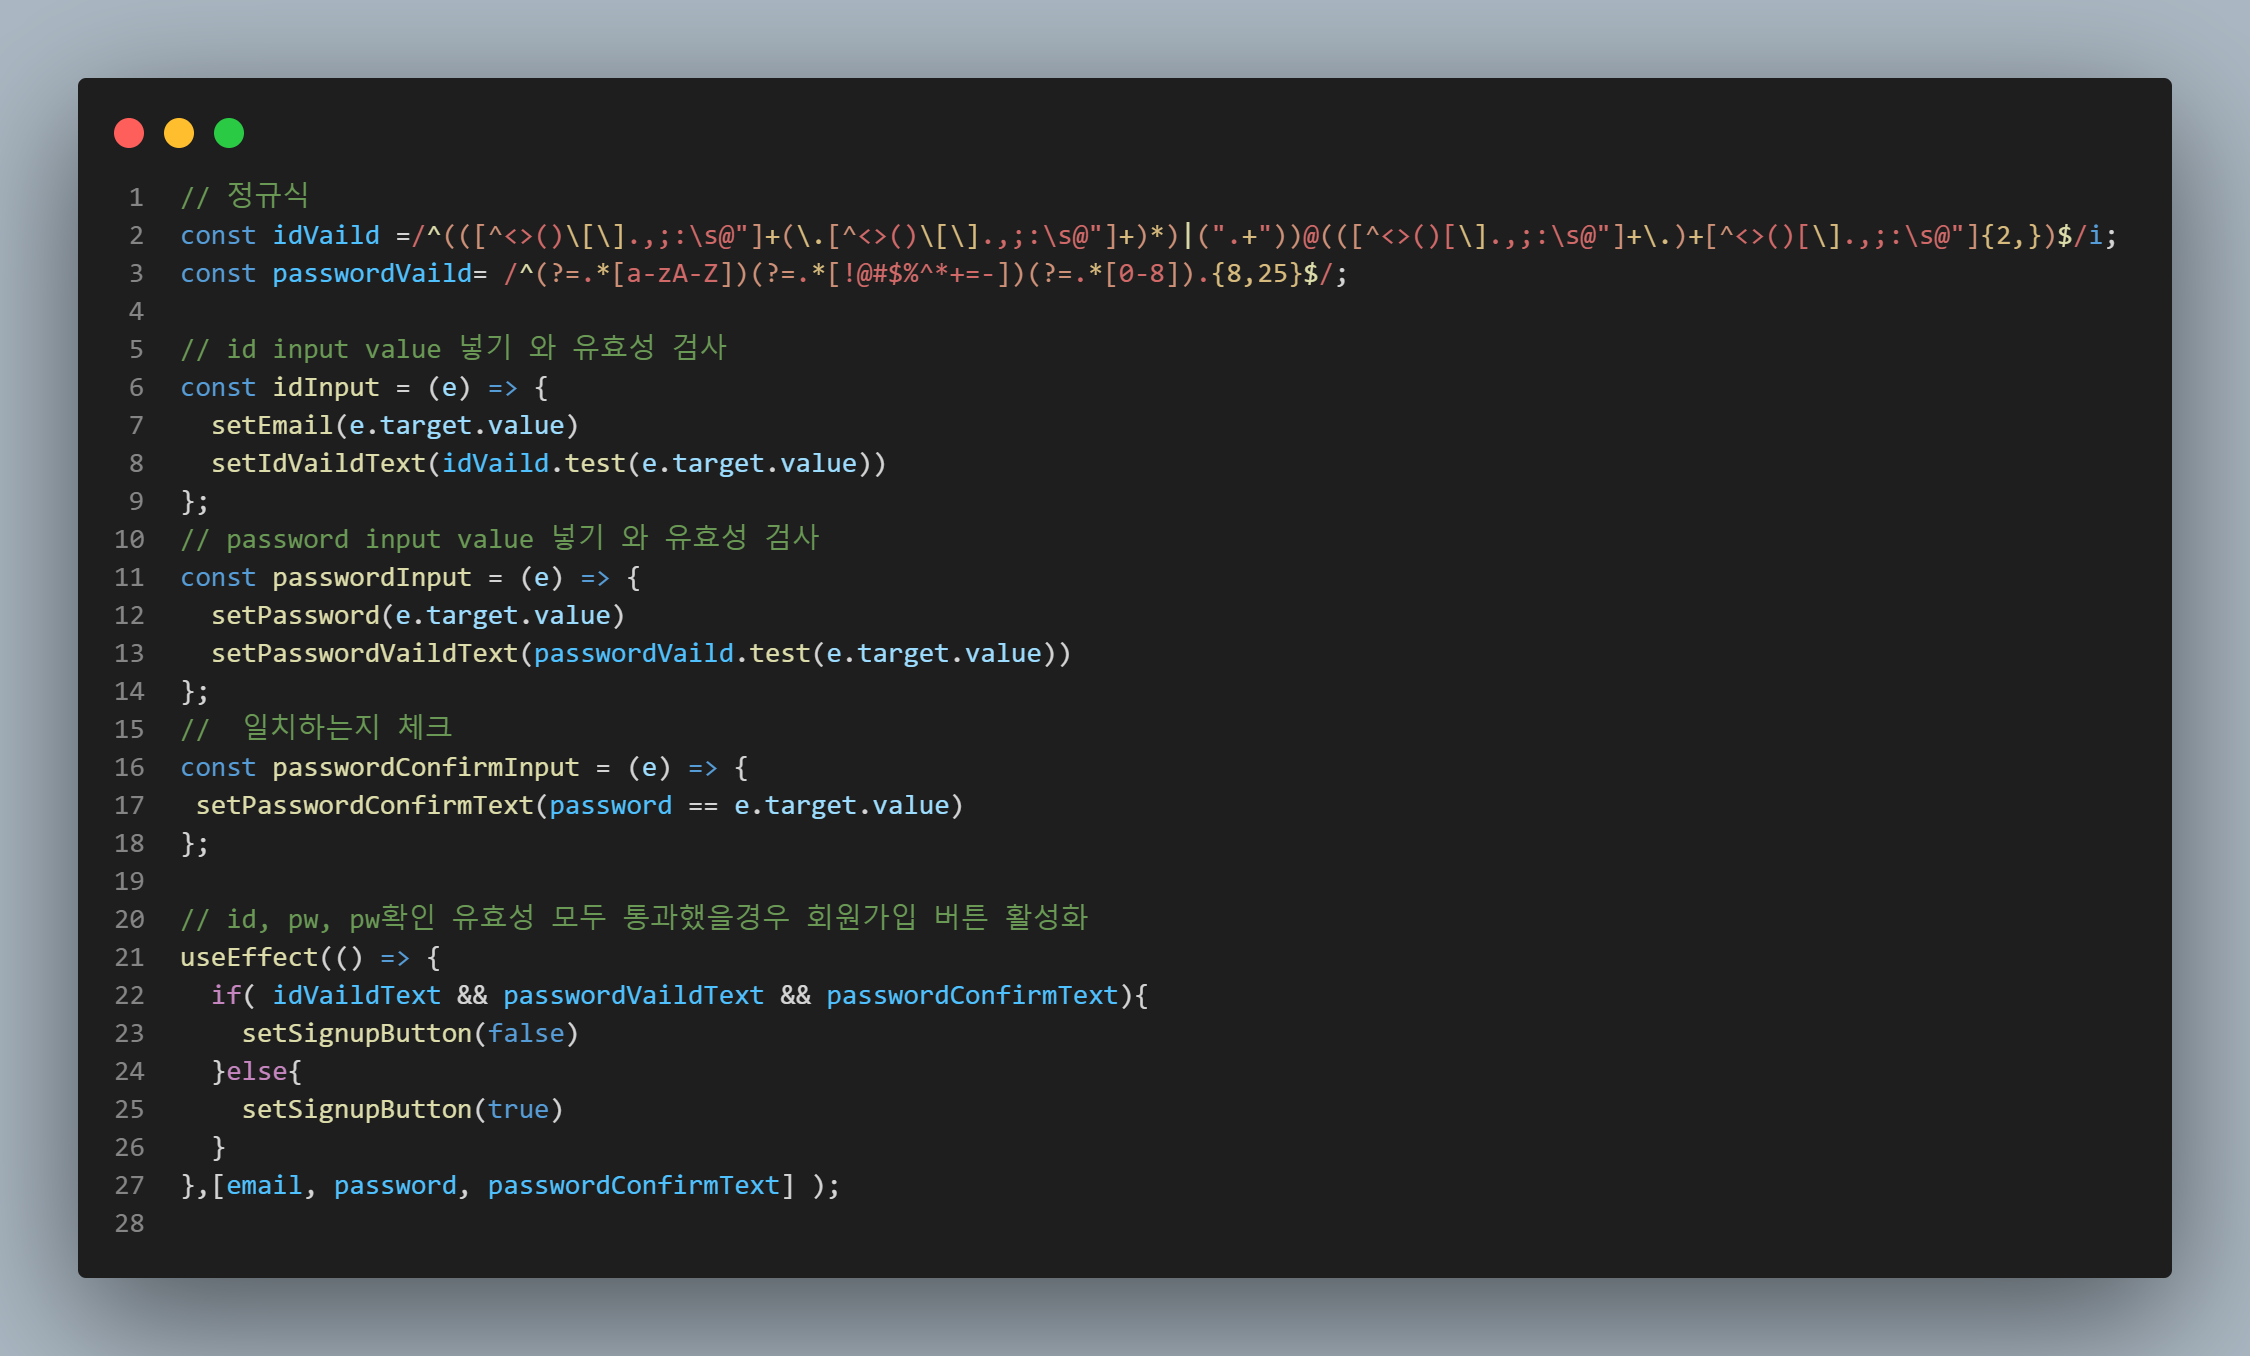 1 // 정규식
2 const idVaild =/^(([^<>()\[\].,;:\s@"]+(\.[^<>()\[\].,;:\s@"]+)*)|(".+"))@(([^<>()[\].,;:\s@"]+\.)+[^<>()[\].,;:\s@"]{2,})$/i;
3 const passwordVaild= /^(?=.*[a-zA-Z])(?=.*[!@#$%^*+=-])(?=.*[0-8]).{8,25}$/;
4
5 // id input value 넣기 와 유효성 검사
6 const idInput = (e) => {
7   setEmail(e.target.value)
8   setIdVaildText(idVaild.test(e.target.value))
9 };
10 // password input value 넣기 와 유효성 검사
11 const passwordInput = (e) => {
12   setPassword(e.target.value)
13   setPasswordVaildText(passwordVaild.test(e.target.value))
14 };
15 //  일치하는지 체크
16 const passwordConfirmInput = (e) => {
17  setPasswordConfirmText(password == e.target.value)
18 };
19
20 // id, pw, pw확인 유효성 모두 통과했을경우 회원가입 버튼 활성화
21 useEffect(() => {
22   if( idVaildText && passwordVaildText && passwordConfirmText){
23     setSignupButton(false)
24   }else{
25     setSignupButton(true)
26   }
27 },[email, password, passwordConfirmText] );
28